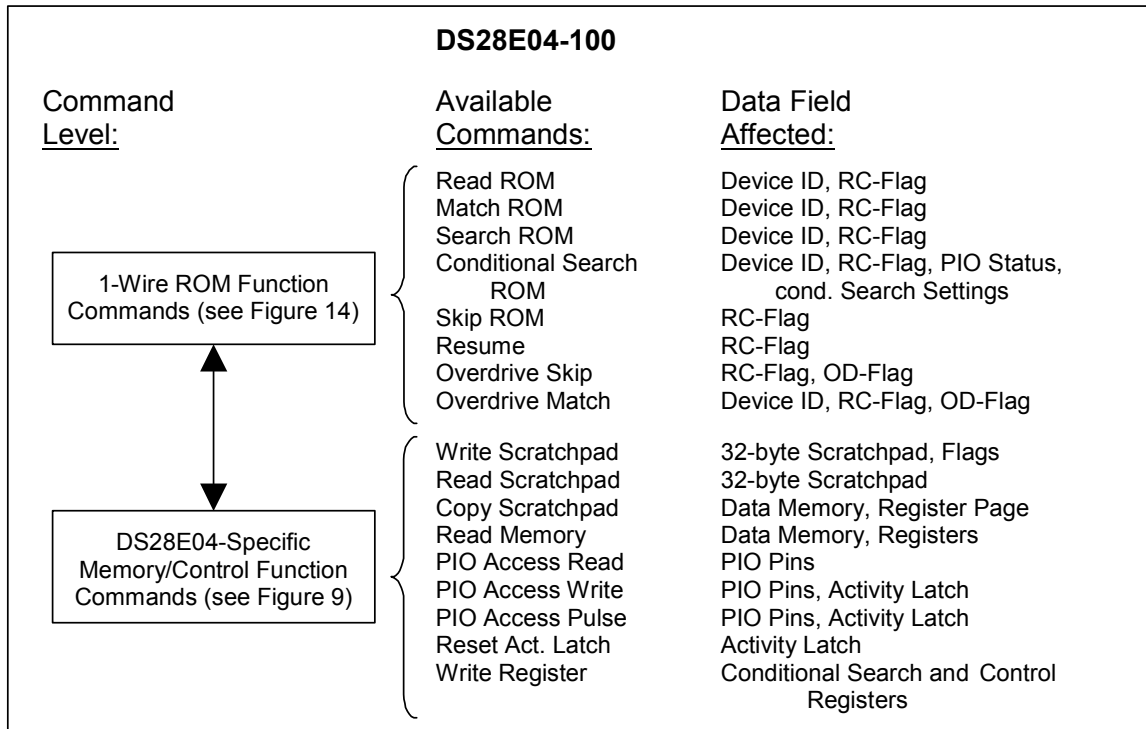 DS28E04-100
Command
Level:
Available
Commands:
Data Field
Affected:
1-Wire ROM Function
Commands (see Figure 14)
Read ROM Device ID, RC-Flag
Match ROM Device ID, RC-Flag
Search ROM Device ID, RC-Flag
Conditional Search Device ID, RC-Flag, PIO Status,
ROM cond. Search Settings
Skip ROM RC-Flag
Resume RC-Flag
Overdrive Skip RC-Flag, OD-Flag
Overdrive Match Device ID, RC-Flag, OD-Flag
DS28E04-Specific
Memory/Control Function
Commands (see Figure 9)
Write Scratchpad 32-byte Scratchpad, Flags
Read Scratchpad 32-byte Scratchpad
Copy Scratchpad Data Memory, Register Page
Read Memory Data Memory, Registers
PIO Access Read PIO Pins
PIO Access Write PIO Pins, Activity Latch
PIO Access Pulse PIO Pins, Activity Latch
Reset Act. Latch Activity Latch
Write Register Conditional Search and Control
Registers